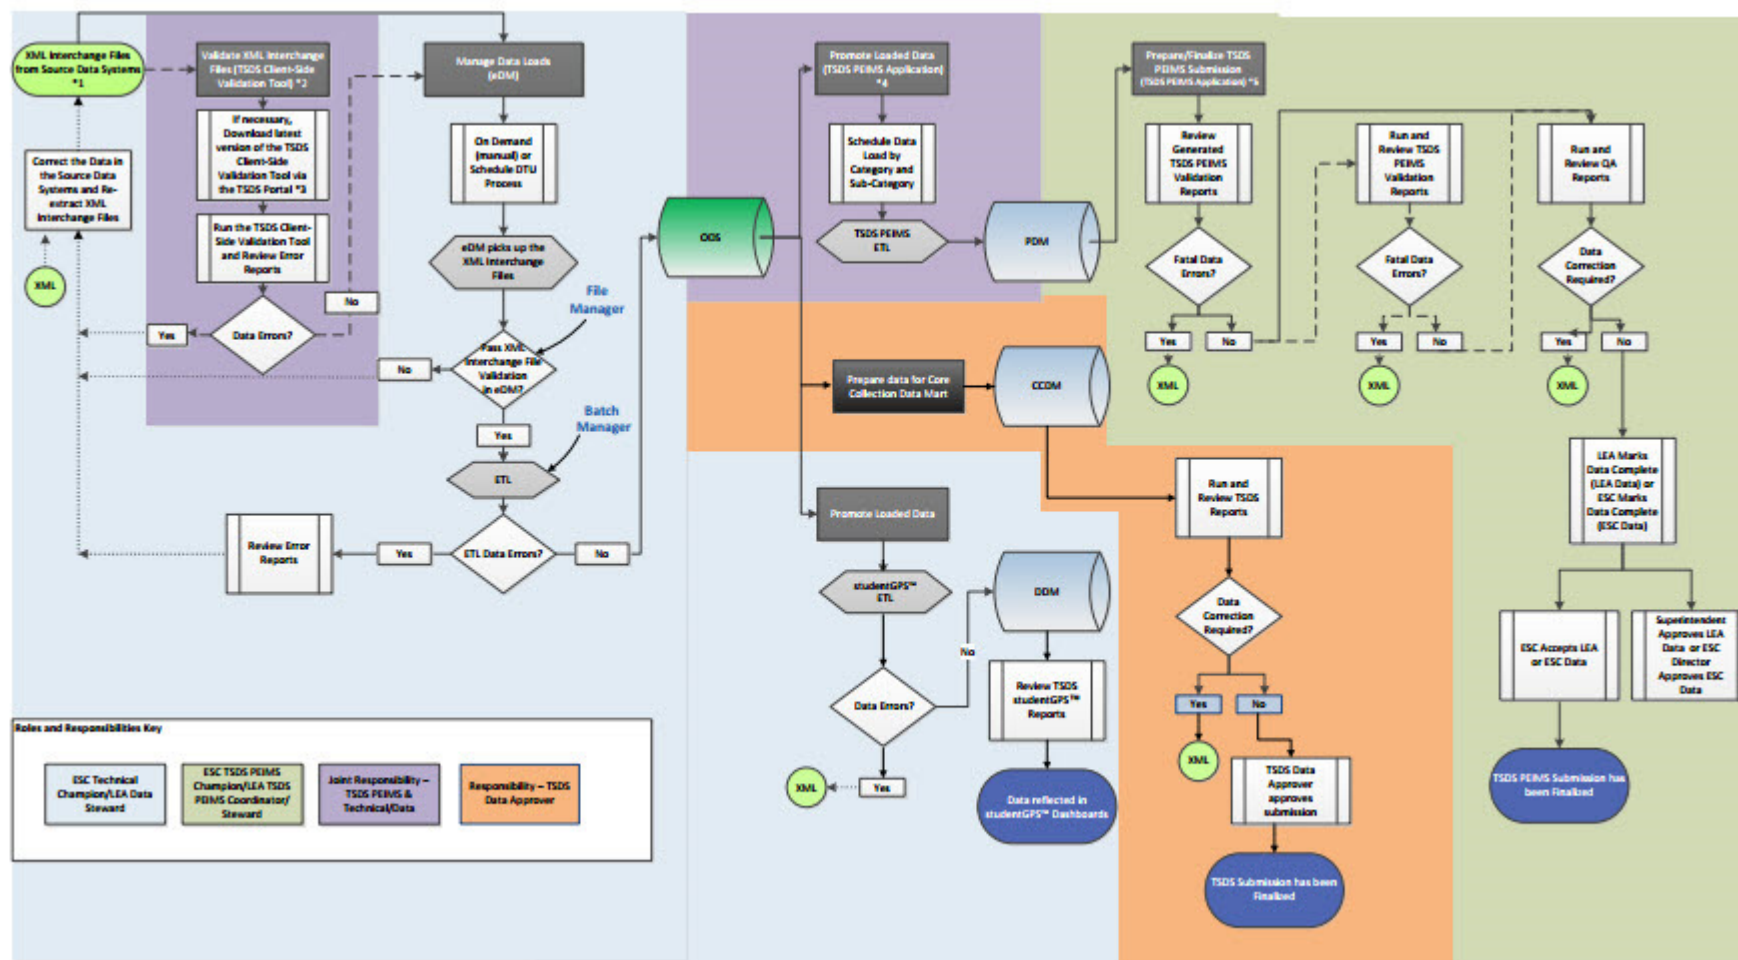 XML Interchange Files
from Source Data Systems
*1
Validate XML Interchange
Files (TSDS Client-Side
Validation Tool) *2
Manage Data Loads
(eDM)
Promote Loaded Data
(TSDS PEIMS Application)
*4
Prepare/Finalize TSDS
PEIMS Submission
(TSDS PEIMS Application) *5
If necessary,
Download latest
version of the TSDS
Client-Side
Validation Tool via
the TSDS Portal *3
On Demand
(manual) or
Schedule DTU
Process
Schedule Data
Load by
Category and
Sub-Category
Review
Generated
TSDS PEIMS
Validation
Reports
Run and
Review TSDS
PEIMS
Validation
Reports
Run and
Review QA
Reports
Correct the Data in
the Source Data
Systems and Re-
extract XML
Interchange Files
Run the TSDS Client-
Side Validation Tool
and Review Error
Reports
eDM picks up the
XML Interchange
Files
ODS
TSDS PEIMS
ETL
PDM
Fatal Data
Errors?
Fatal Data
Errors?
Data
Correction
Required?
XML
No
File
Manager
Yes
Data Errors?
Pass XML
Interchange File
Validation
in eDM?
No
Yes
No
Yes
No
Yes
No
XML
XML
XML
Prepare data for Core
Collection Data Mart
CCDM
Batch
Manager
Yes
ETL
LEA Marks
Data Complete
(LEA Data) or
ESC Marks
Data Complete
(ESC Data)
Run and
Review TSDS
Reports
Promote Loaded Data
Review Error
Reports
Yes
ETL Data Errors?
No
studentGPS™
ETL
DDM
Data
Correction
Required?
No
ESC Accepts LEA
or ESC Data
Superintendent
Approves LEA
Data or ESC
Director
Approves ESC
Data
Data Errors?
Review TSDS
studentGPS™
Reports
Yes
No
XML
Roles and Responsibilities Key
ESC Technical
Champion/LEA Data
Steward
ESC TSDS PEIMS
Champion/LEA TSDS
PEIMS Coordinator/
Steward
Joint Responsibility –
TSDS PEIMS &
Technical/Data
Responsibility – TSDS
Data Approver
XML
Yes
Data reflected in
studentGPS™ Dashboards
TSDS Data
Approver
approves
submission
TSDS PEIMS Submission has
been Finalized
TSDS Submission has been
Finalized